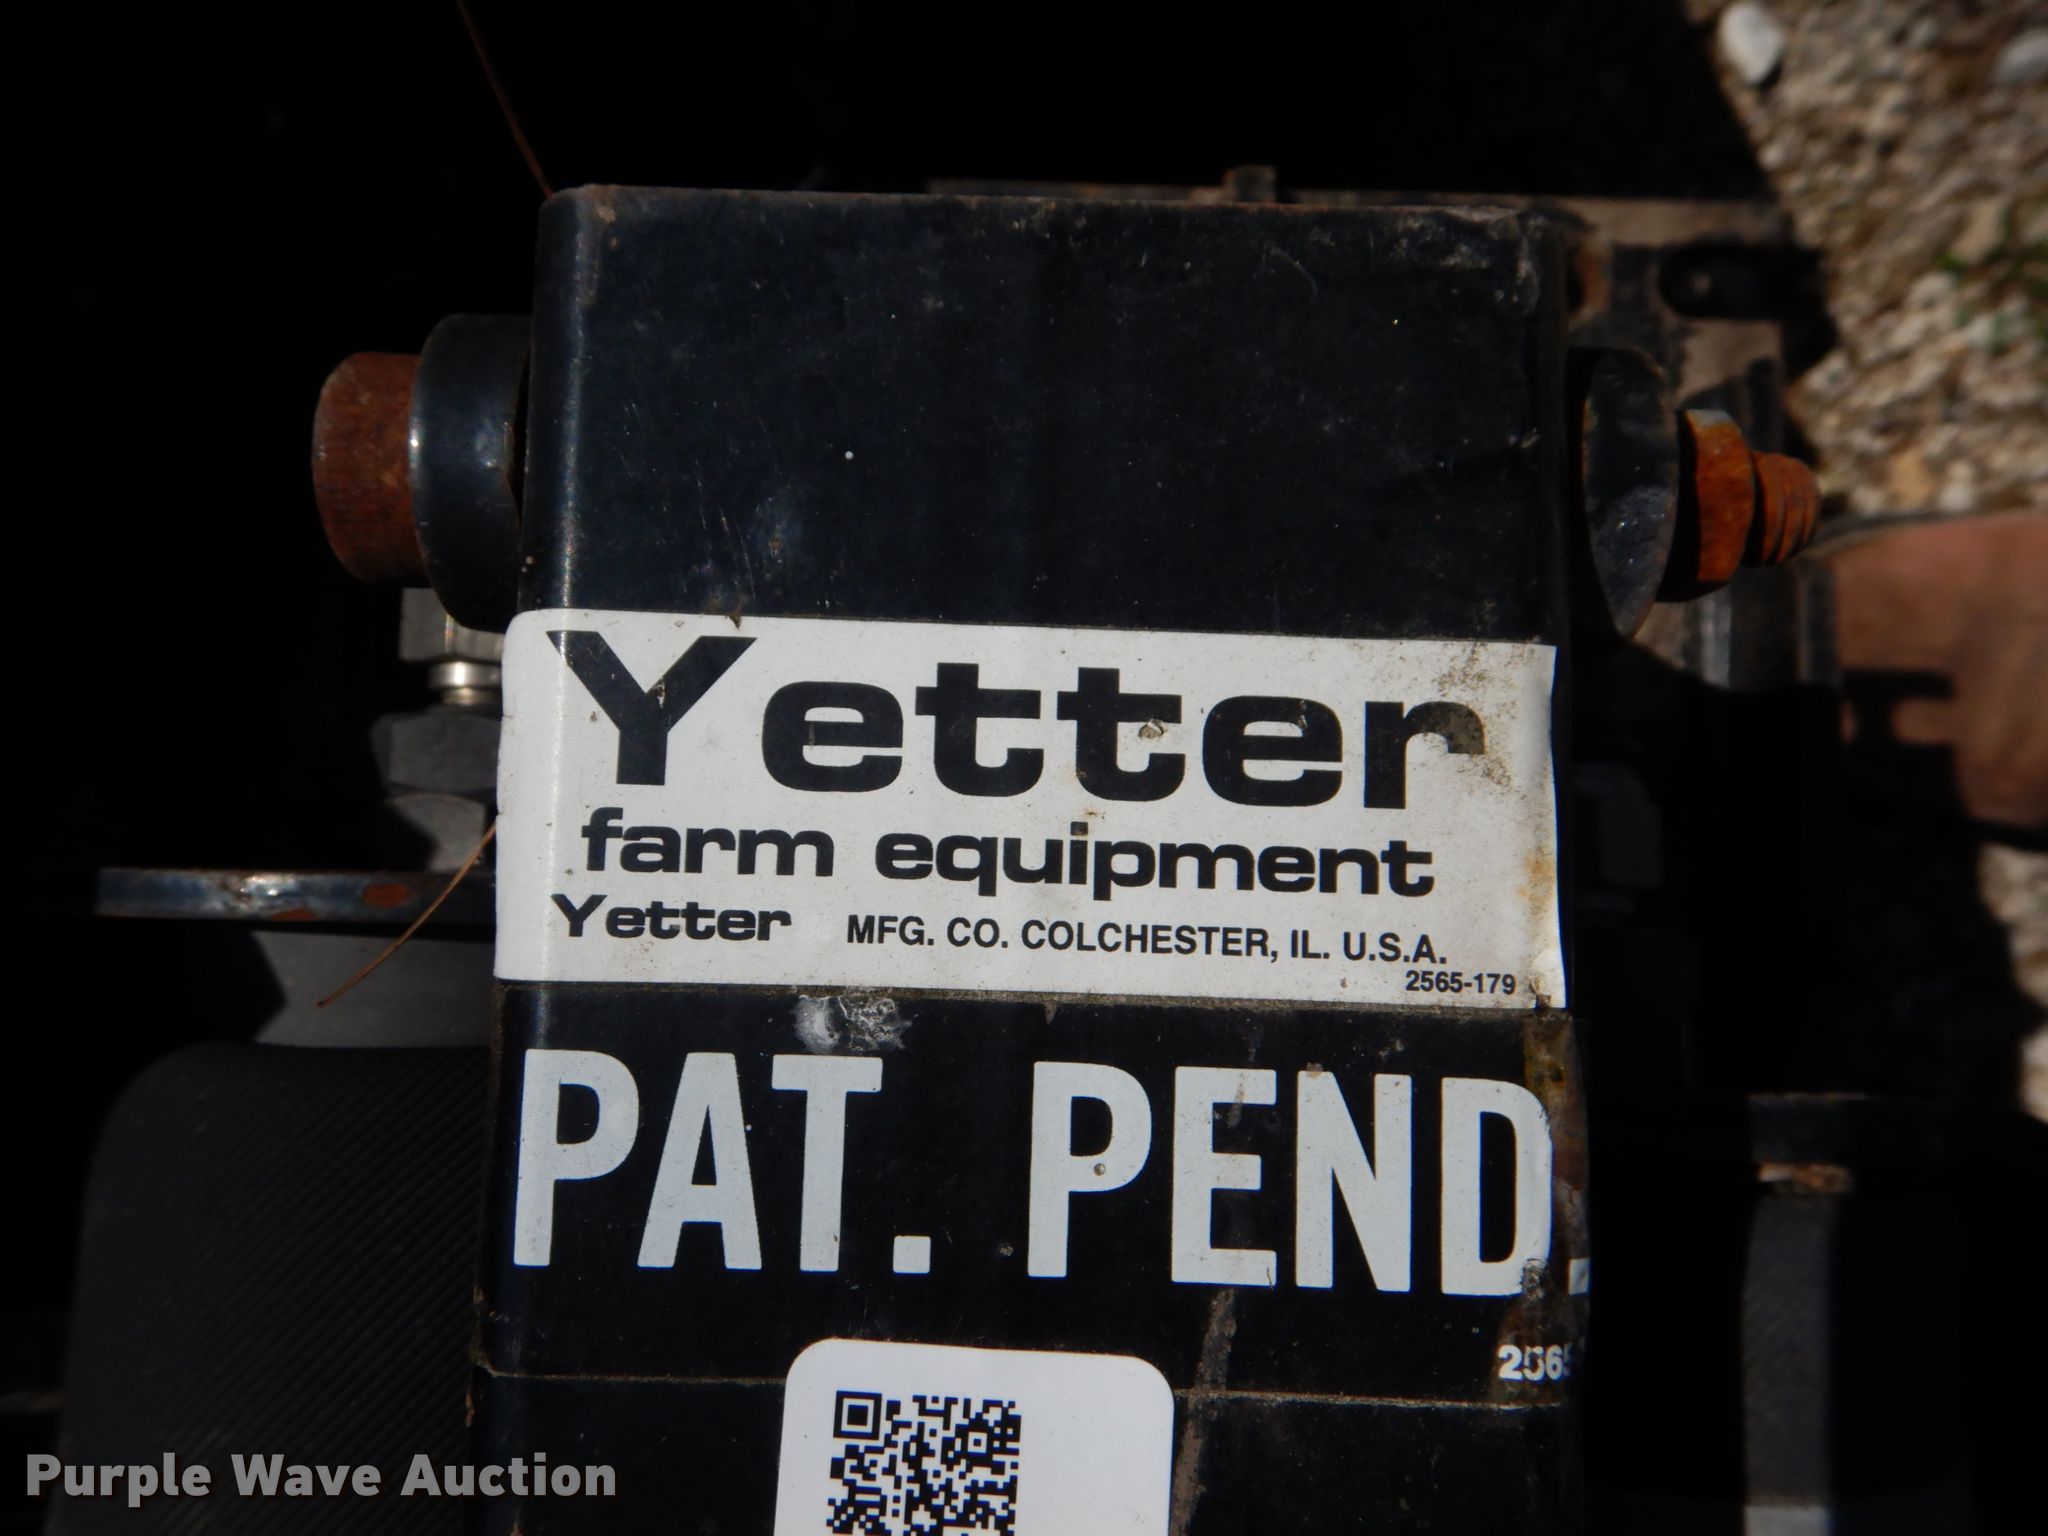 Yetter
farm equipment
Yetter MFG. CO. COLCHESTER, IL. U.S.A.
2565-179
PAT. PEND.
Purple Wave Auction